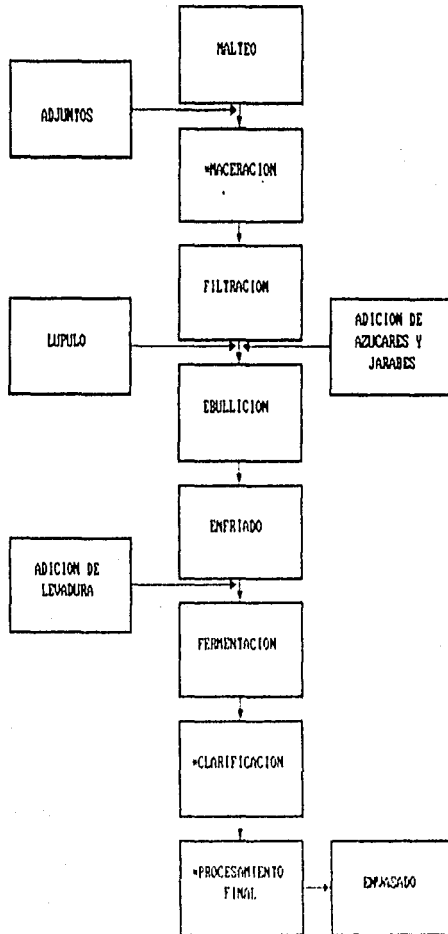 MALTEO
ADJUNTOS
*MACERACION
FILTRACION
LUPULO
ADICION DE
AZUCARES Y
JARABES
EBULLICION
ENFRIADO
ADICION DE
LEVADURA
FERMENTACION
*CLARIFICACION
*PROCESAMIENTO
FINAL
ENVASADO